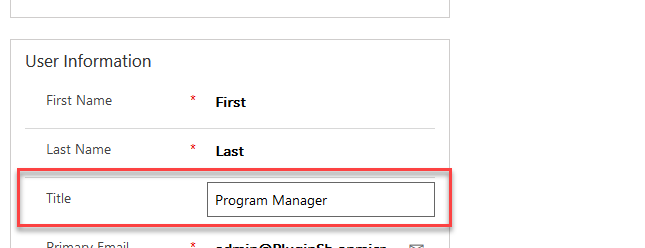 User Information
First Name * First
Last Name * Last
Title Program Manager
Primary Email *